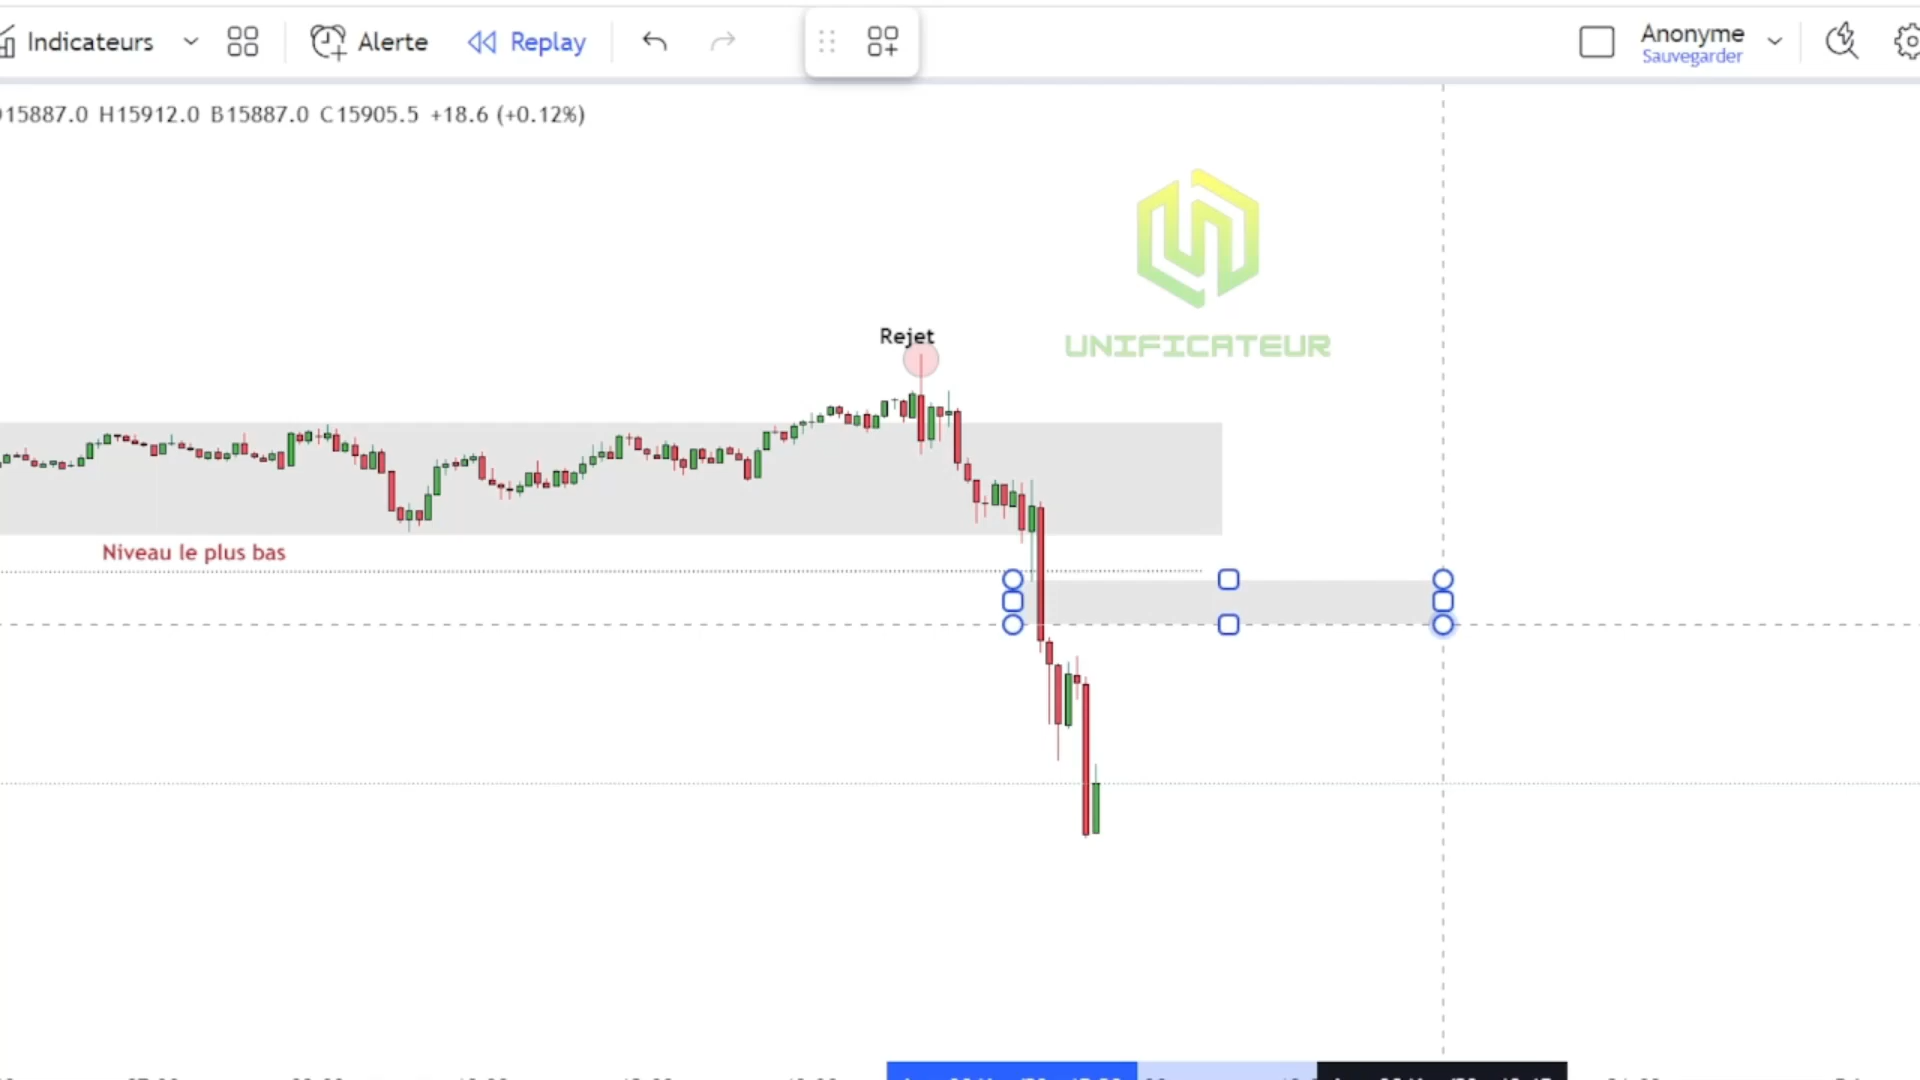 Indicateurs
Alerte
Replay
Anonyme
Sauvegarder
15887.0 H15912.0 B15887.0 C15905.5 +18.6 (+0.12%)
UNIFICATEUR
Rejet
Niveau le plus bas